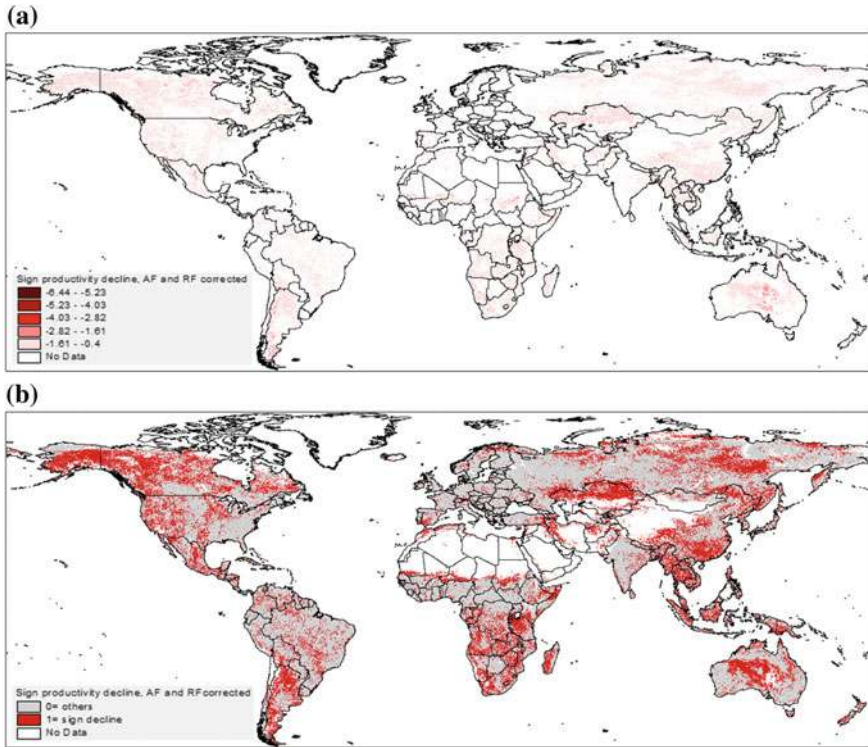 (a)
Sign productivity decline, AF and RF corrected
-6.44 - -5.23
-5.23 - -4.03
-4.03 - -2.82
-2.82 - -1.61
-1.61 - -0.4
No Data
(b)
Sign productivity decline, AF and RFcorrected
0= others
1= sign decline
No Data